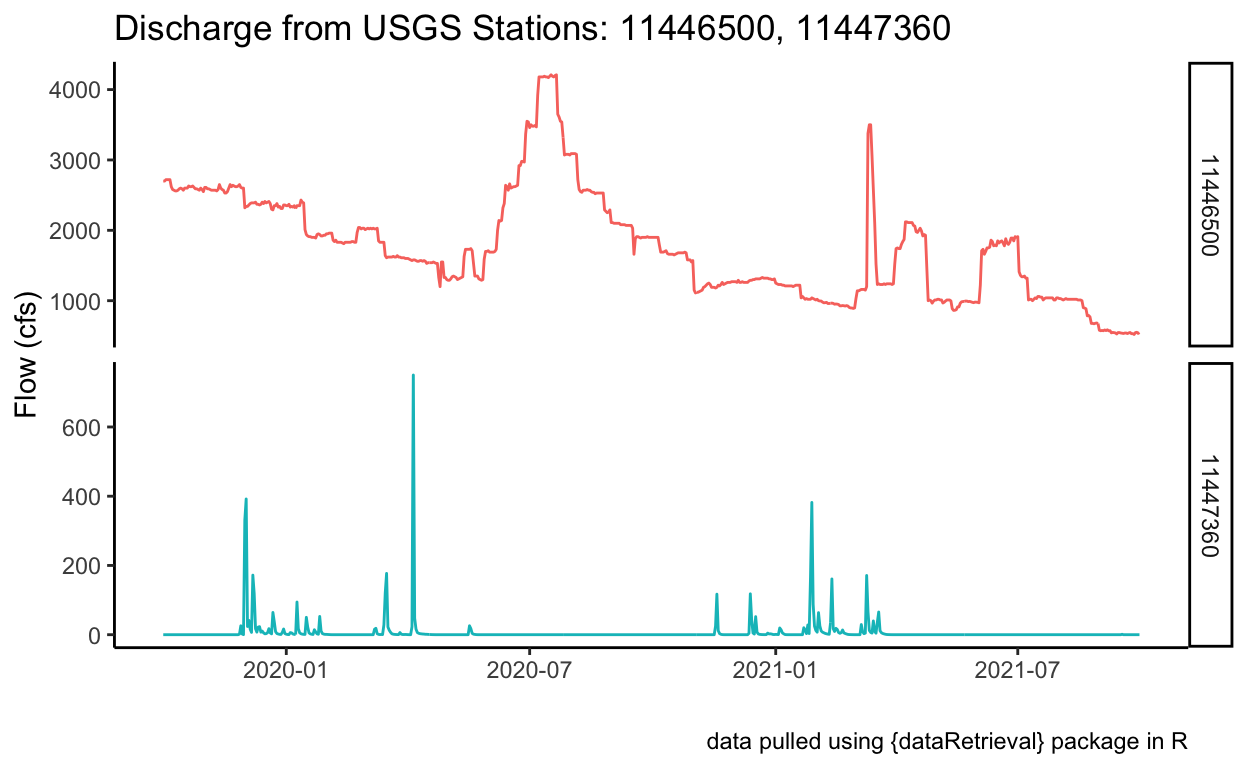 Discharge from USGS Stations: 11446500, 11447360
Flow (cfs)
4000
3000
2000
1000
11446500
600
400
200
0
11447360
2020-01 2020-07 2021-01 2021-07
data pulled using {dataRetrieval} package in R